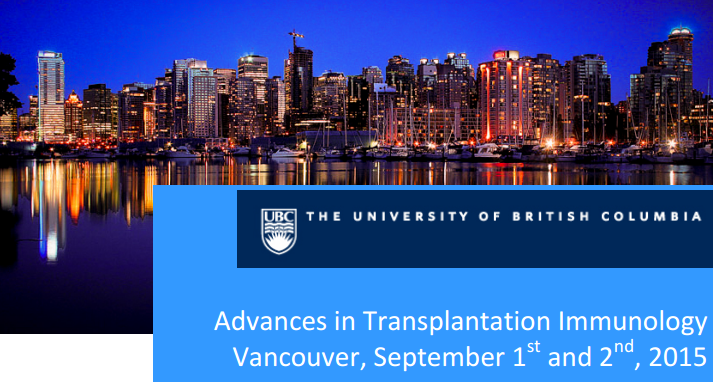 UBC
THE UNIVERSITY OF BRITISH COLUMBIA
Advances in Transplantation Immunology
Vancouver, September 1st and 2nd, 2015